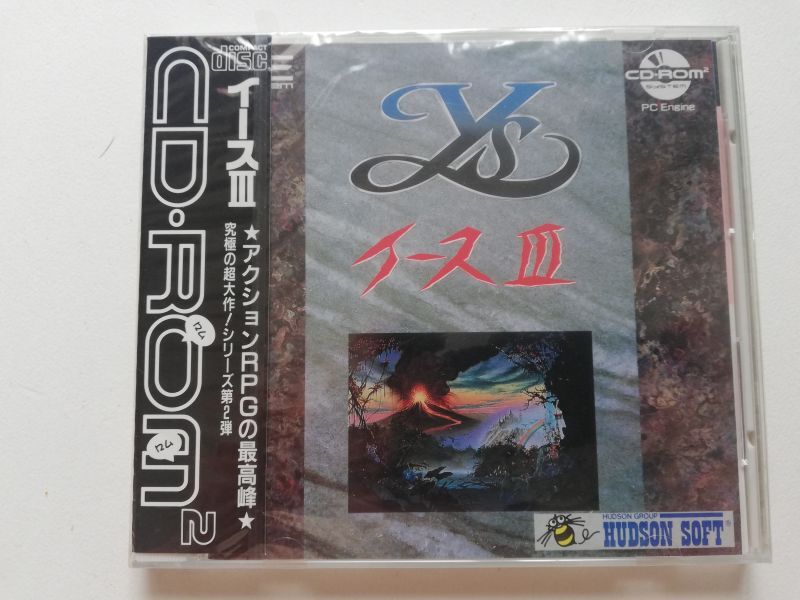 COMPACT
disc
CD・ROM2
ロム
ロム
イースIII
★アクションRPGの最高峰★
究極の超大作!シリーズ第2弾
Ys
イースIII
CD-ROM2
SYSTEM
PC Engine
HUDSON GROUP
HUDSON SOFT®